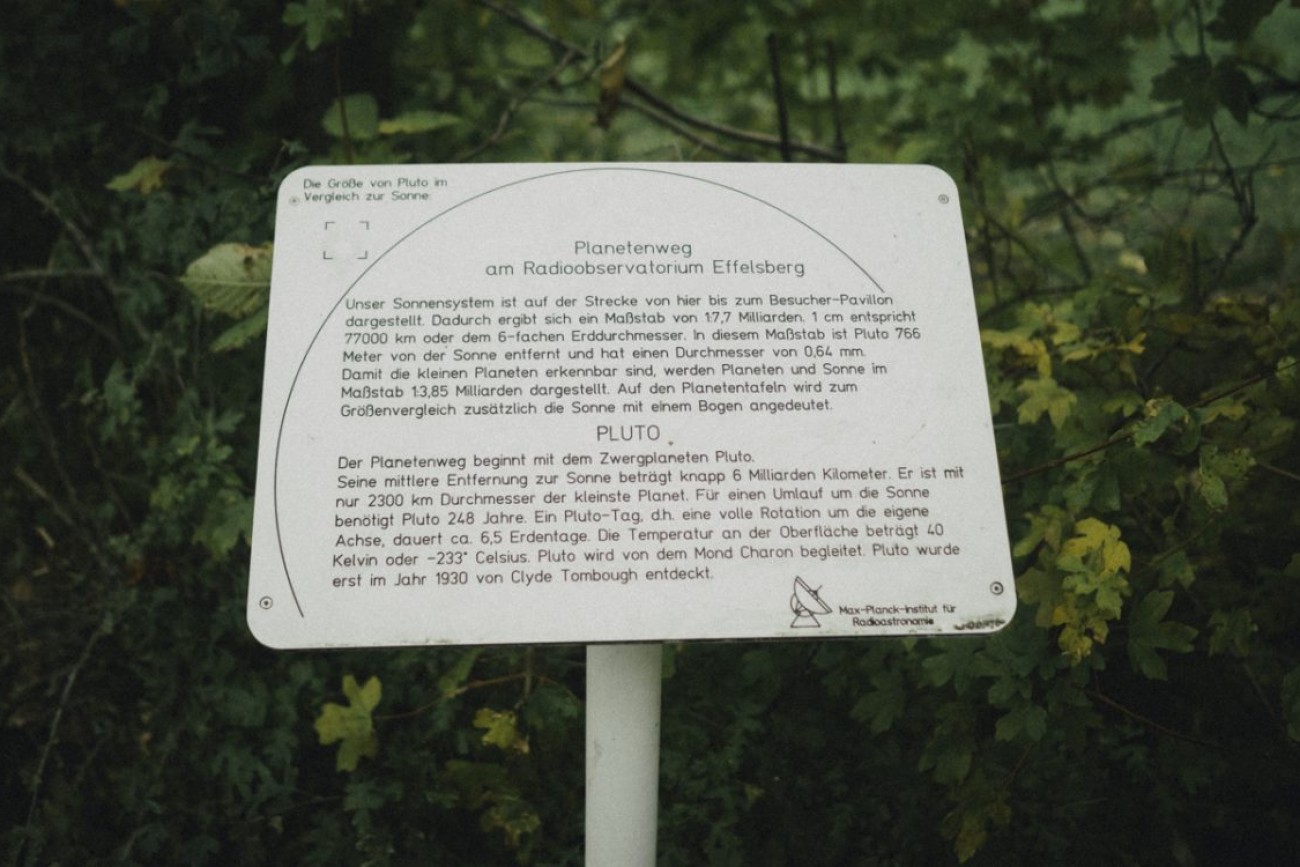 Die Größe von Pluto im
Vergleich zur Sonne:
Planetenweg
am Radioobservatorium Effelsberg
Unser Sonnensystem ist auf der Strecke von hier bis zum Besucher-Pavillon
dargestellt. Dadurch ergibt sich ein Maßstab von 1:7,7 Milliarden. 1 cm entspricht
77000 km oder dem 6-fachen Erddurchmesser. In diesem Maßstab ist Pluto 766
Meter von der Sonne entfernt und hat einen Durchmesser von 0,64 mm.
Damit die kleinen Planeten erkennbar sind, werden Planeten und Sonne im
Maßstab 1:3,85 Milliarden dargestellt. Auf den Planetentafeln wird zum
Größenvergleich zusätzlich die Sonne mit einem Bogen angedeutet.
PLUTO
Der Planetenweg beginnt mit dem Zwergplaneten Pluto.
Seine mittlere Entfernung zur Sonne beträgt knapp 6 Milliarden Kilometer. Er ist mit
nur 2300 km Durchmesser der kleinste Planet. Für einen Umlauf um die Sonne
benötigt Pluto 248 Jahre. Ein Pluto-Tag, d.h. eine volle Rotation um die eigene
Achse, dauert ca. 6,5 Erdentage. Die Temperatur an der Oberfläche beträgt 40
Kelvin oder -233° Celsius. Pluto wird von dem Mond Charon begleitet. Pluto wurde
erst im Jahr 1930 von Clyde Tombough entdeckt.
Max-Planck-Institut für
Radioastronomie